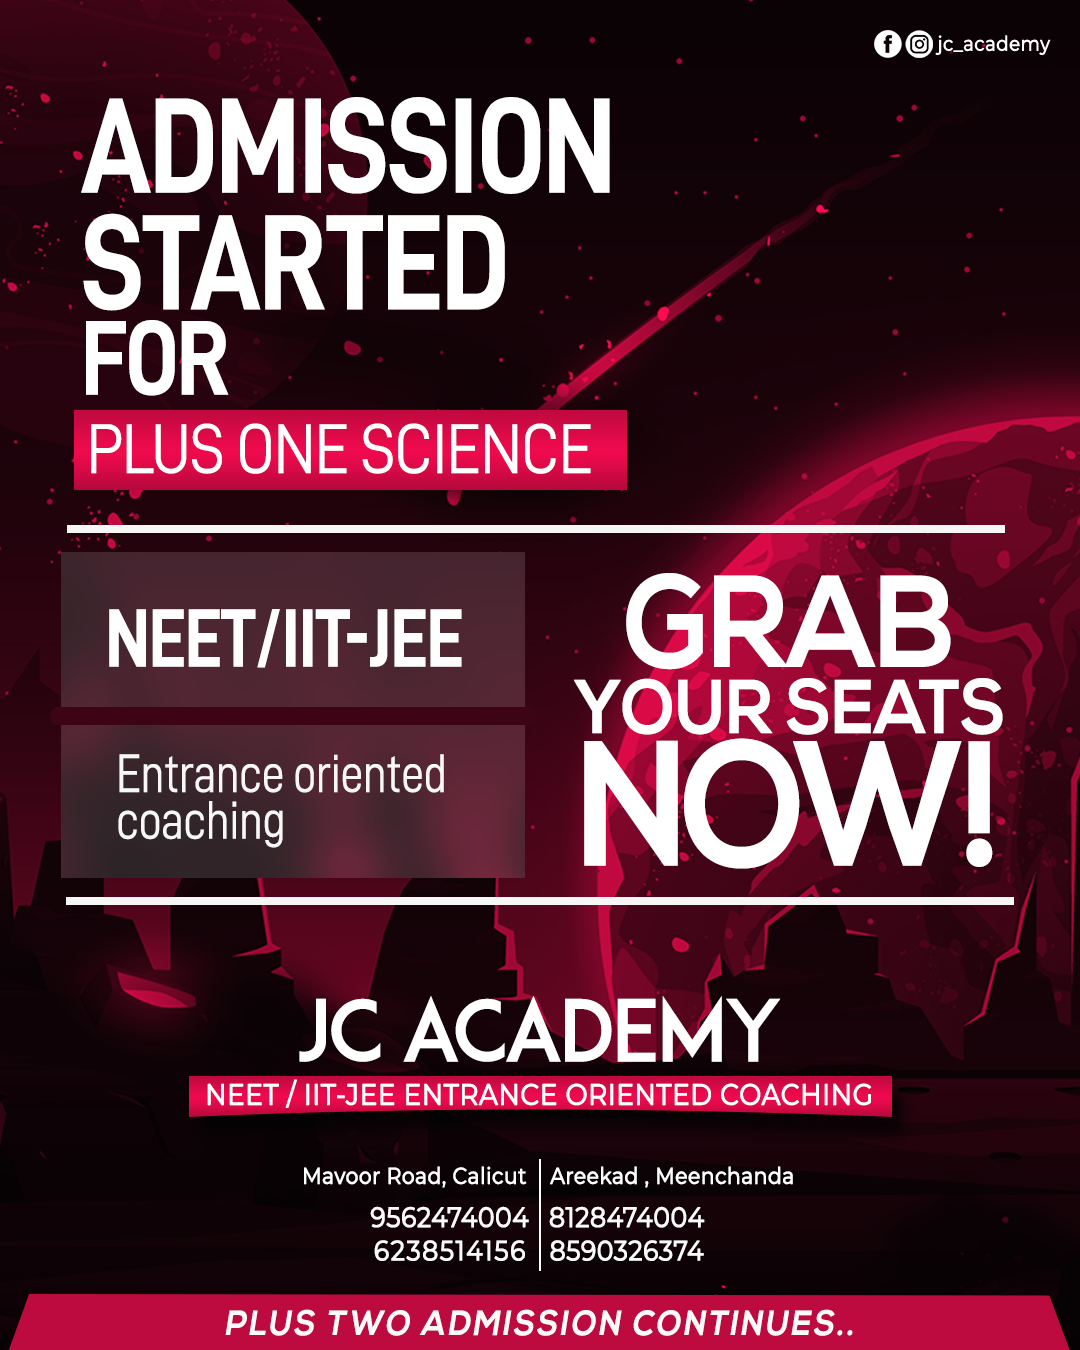 jc_academy
ADMISSION
STARTED
FOR
PLUS ONE SCIENCE
NEET/IIT-JEE
Entrance oriented
coaching
GRAB
YOUR SEATS
NOW!
JC ACADEMY
NEET / IIT-JEE ENTRANCE ORIENTED COACHING
Mavoor Road, Calicut
9562474004
6238514156
Areekad , Meenchanda
8128474004
8590326374
PLUS TWO ADMISSION CONTINUES..